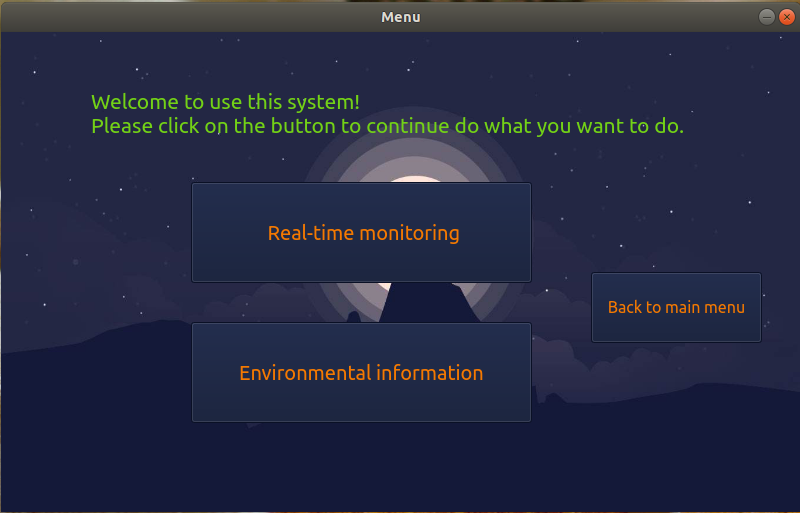 Menu
Welcome to use this system!
Please click on the button to continue do what you want to do.
Real-time monitoring
Back to main menu
Environmental information